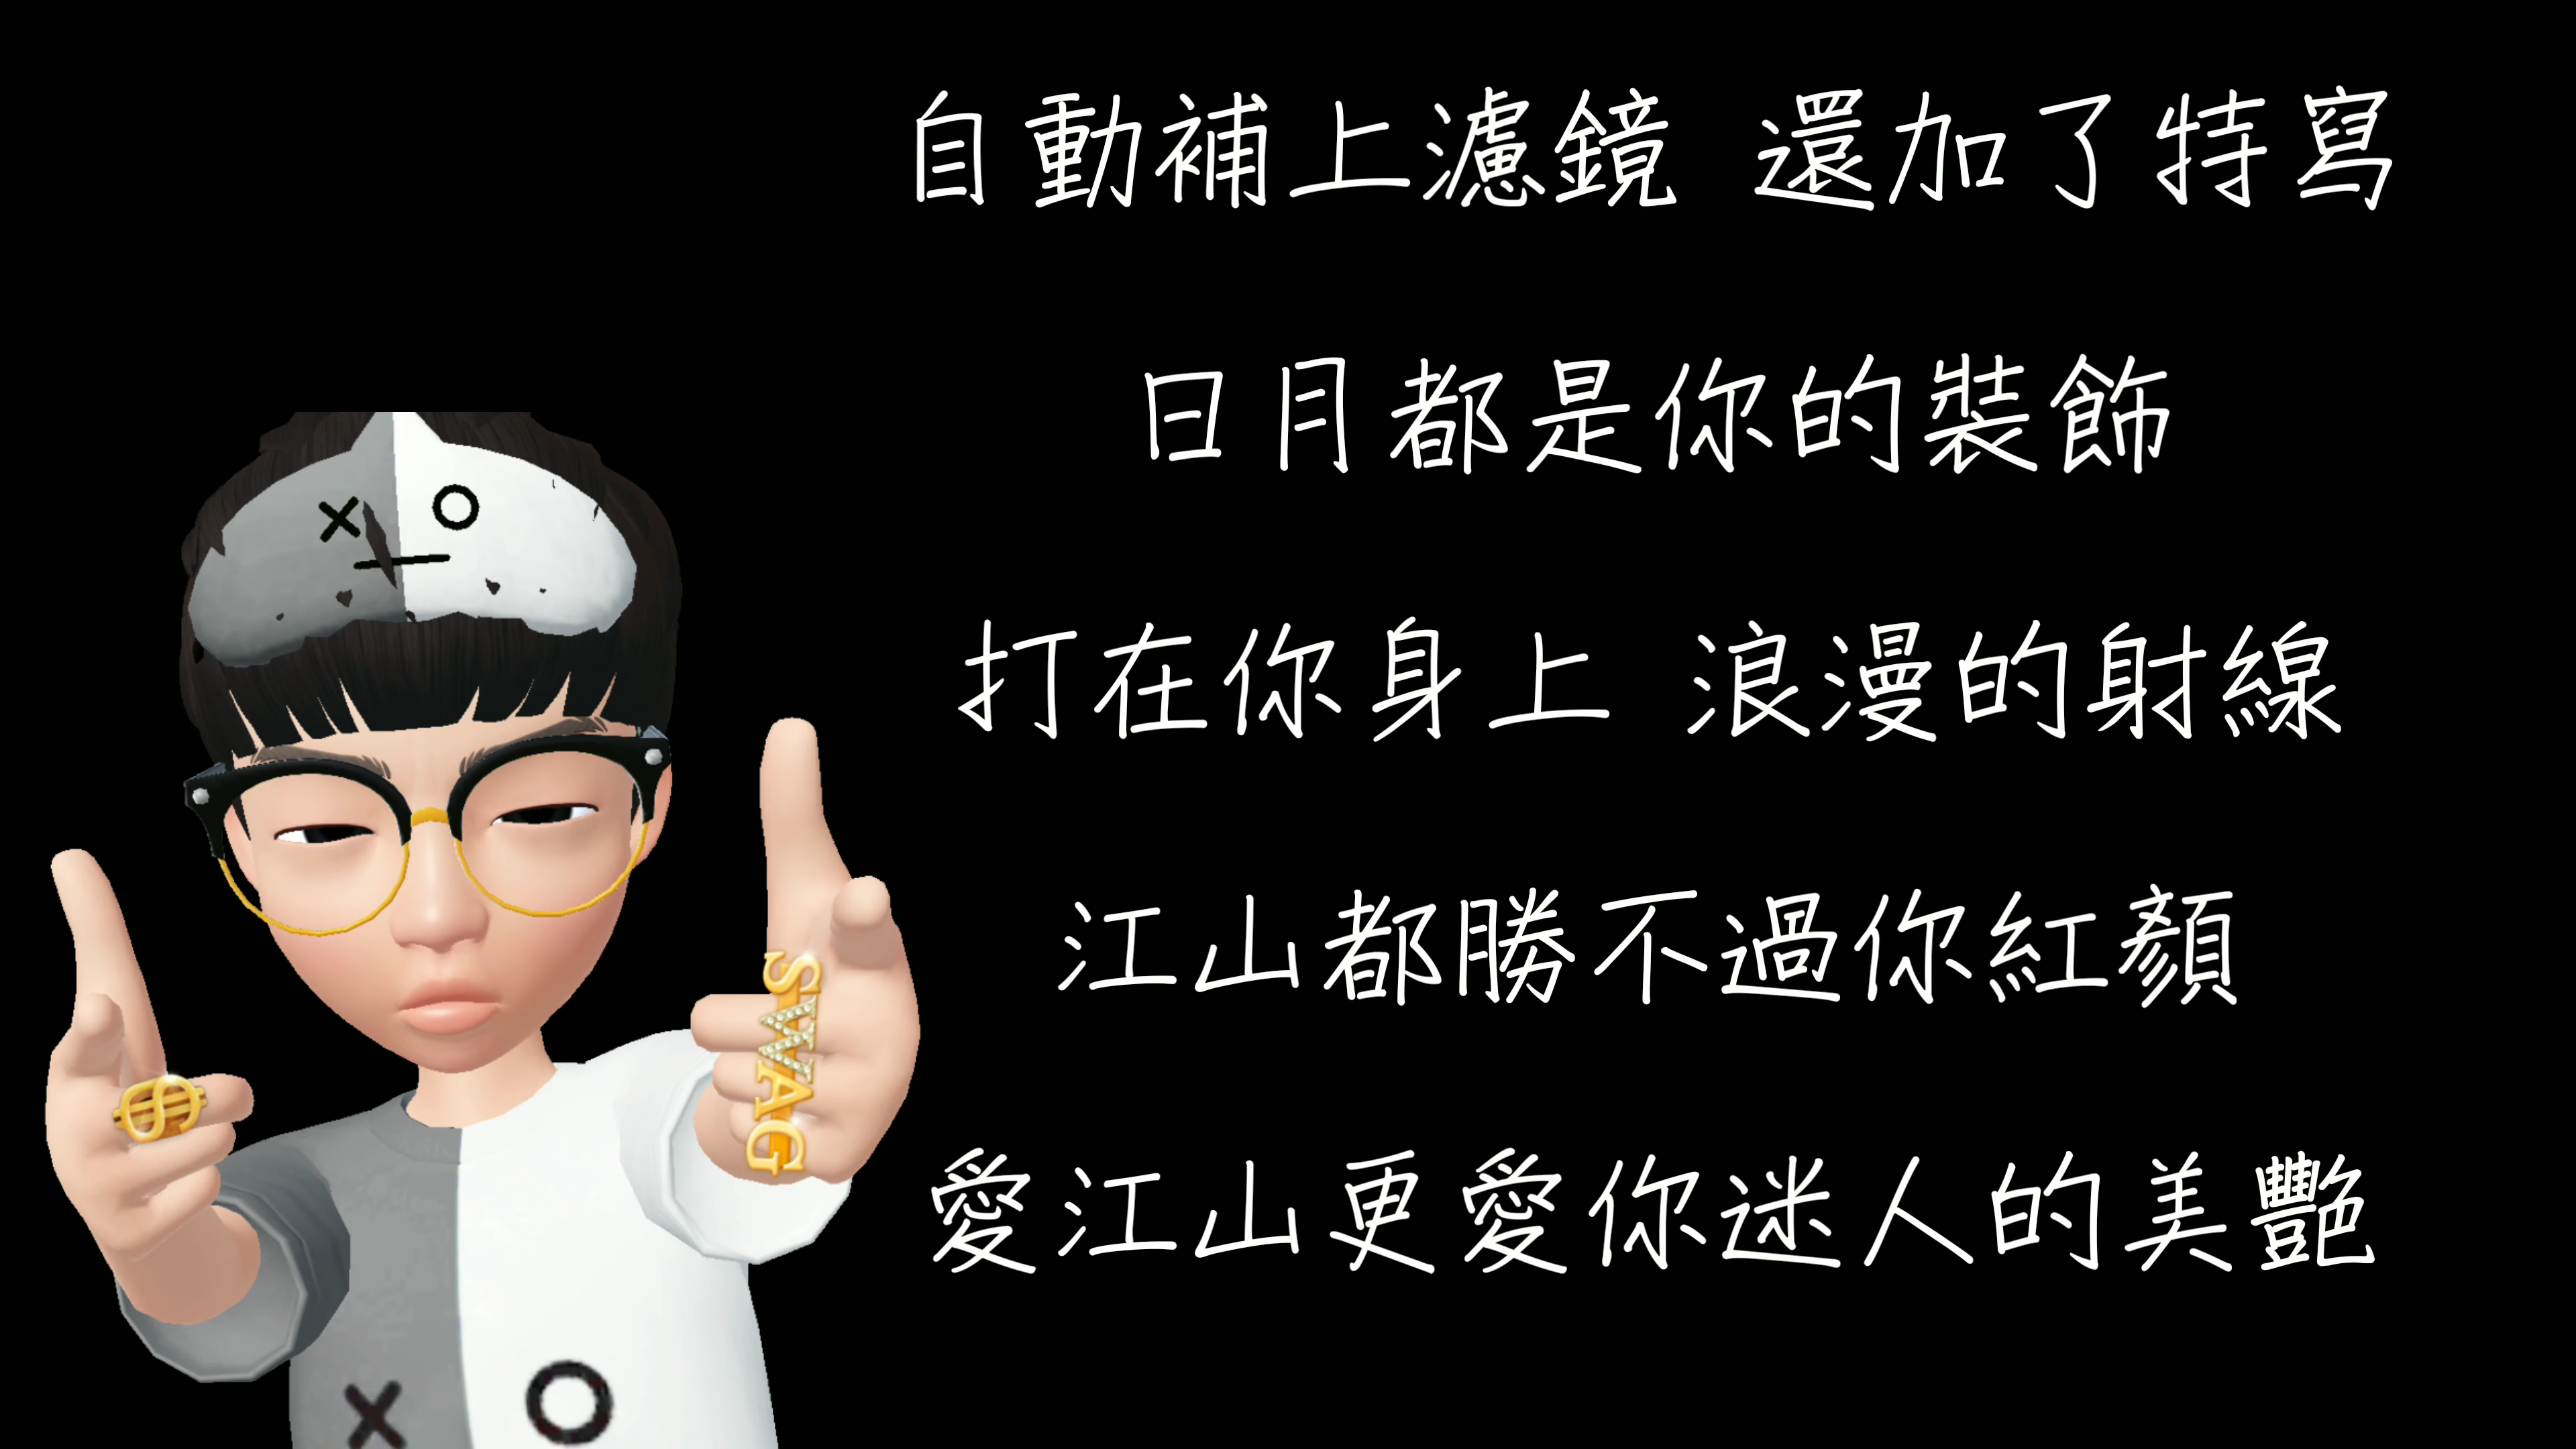 自動補上濾鏡 還加了特寫
日月都是你的裝飾
打在你身上 浪漫的射線
江山都勝不過你紅顏
愛江山更愛你迷人的美艷
SWAG
$
X O
X O